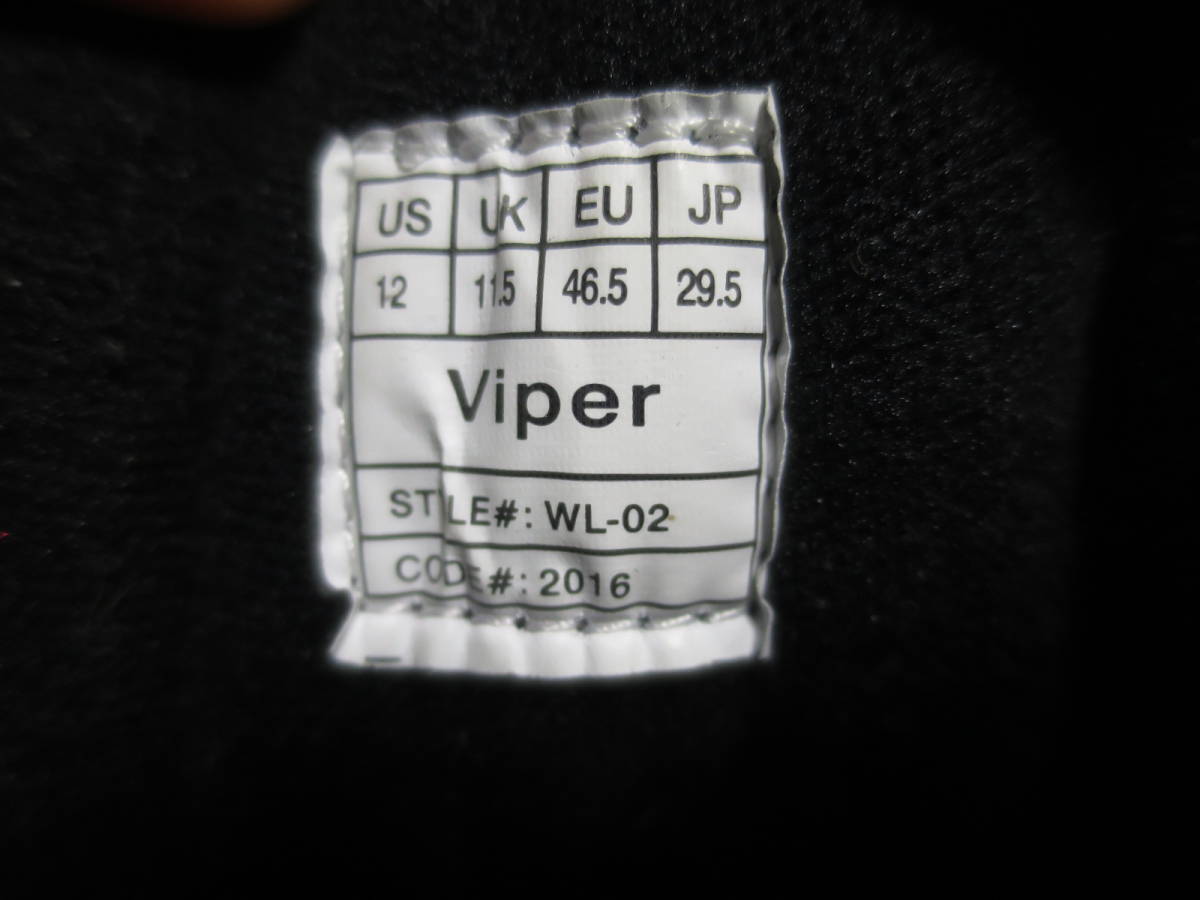 US UK EU JP
12 11.5 46.5 29.5
Viper
STYLE#: WL-02
CODE#: 2016